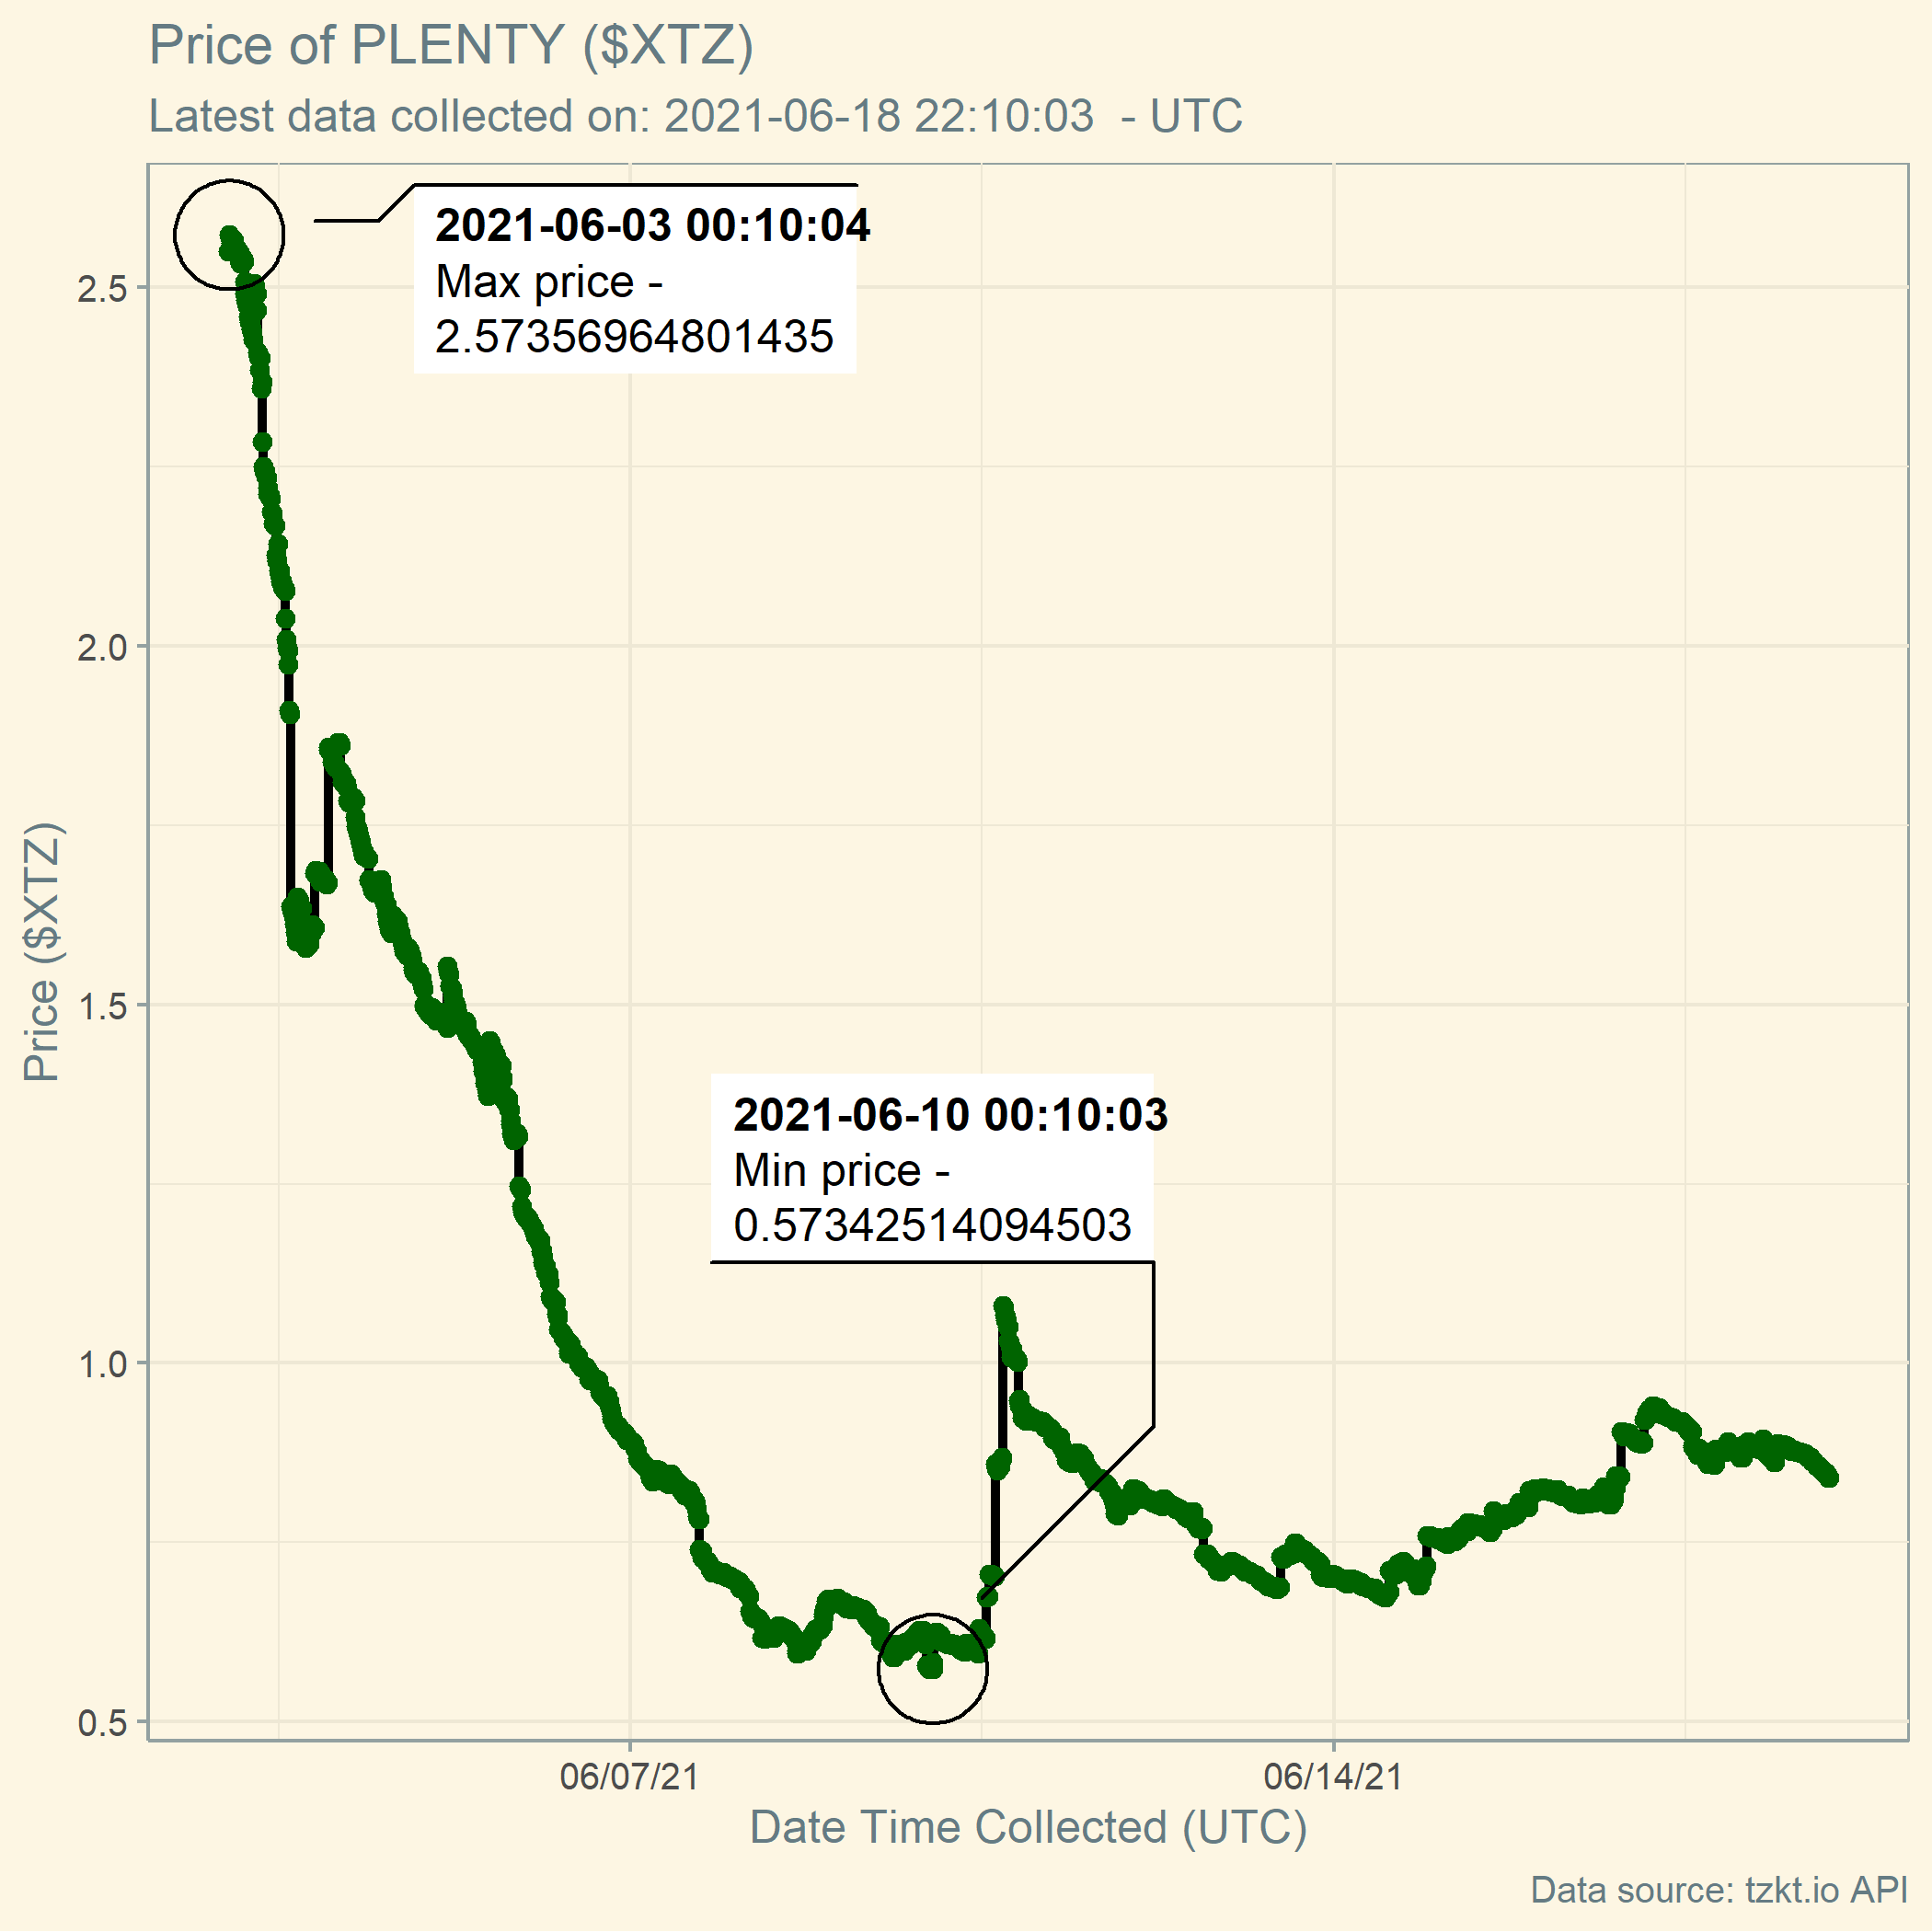 Price of PLENTY ($XTZ)
Latest data collected on: 2021-06-18 22:10:03  - UTC
2021-06-03 00:10:04
Max price -
2.57356964801435
2021-06-10 00:10:03
Min price -
0.57342514094503
Price ($XTZ)
2.5
2.0
1.5
1.0
0.5
06/07/21
06/14/21
Date Time Collected (UTC)
Data source: tzkt.io API